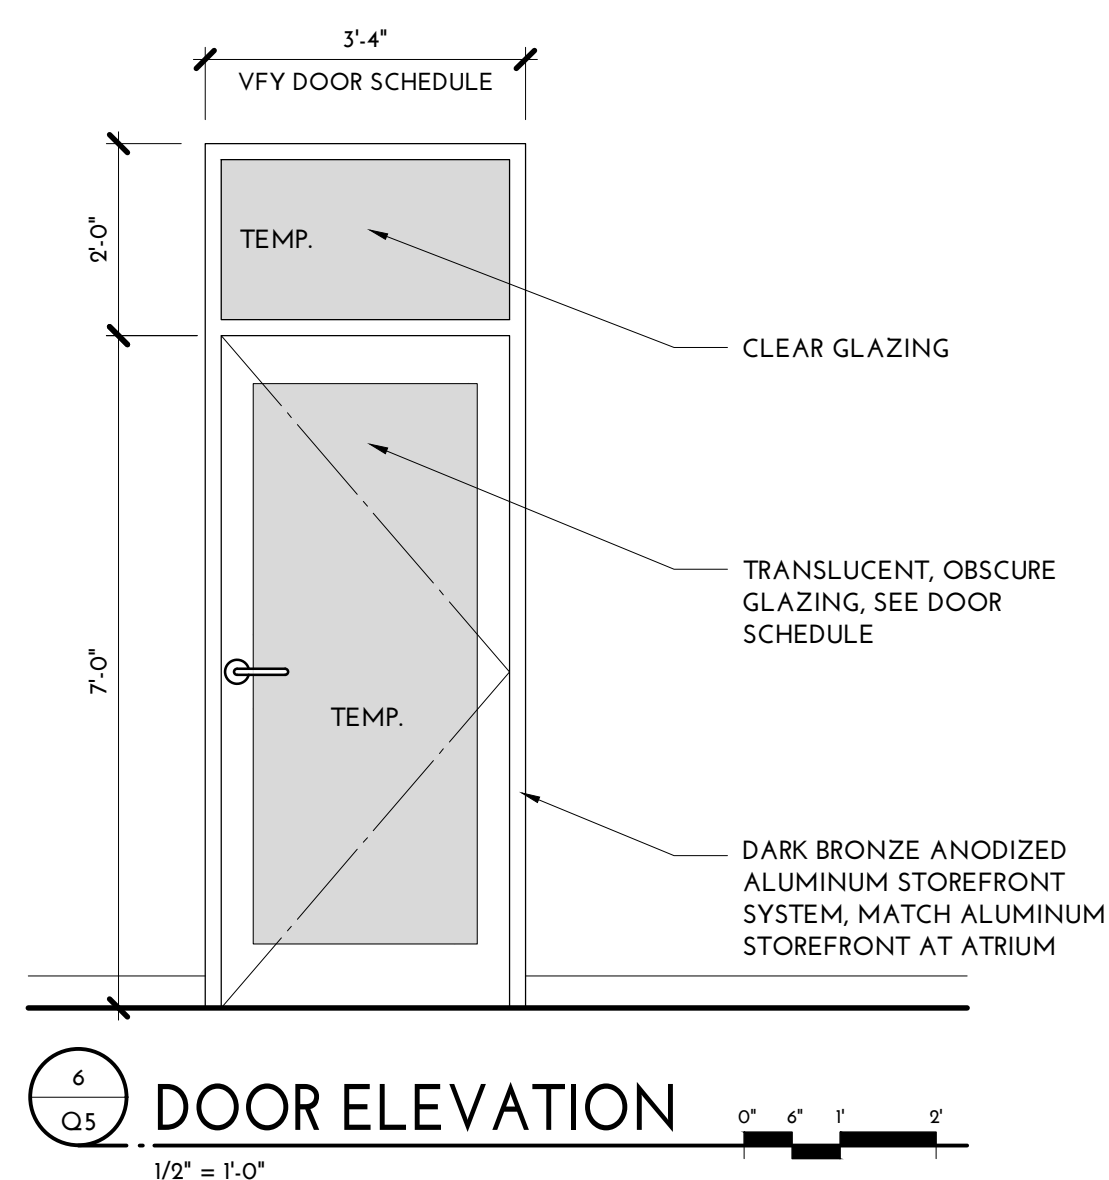 3'-4"
VFY DOOR SCHEDULE
2'-0"
TEMP.
CLEAR GLAZING
TRANSLUCENT, OBSCURE
GLAZING, SEE DOOR
SCHEDULE
7'-0"
TEMP.
DARK BRONZE ANODIZED
ALUMINUM STOREFRONT
SYSTEM, MATCH ALUMINUM
STOREFRONT AT ATRIUM
6
Q5
DOOR ELEVATION
1/2" = 1'-0"
0" 6" 1' 2'